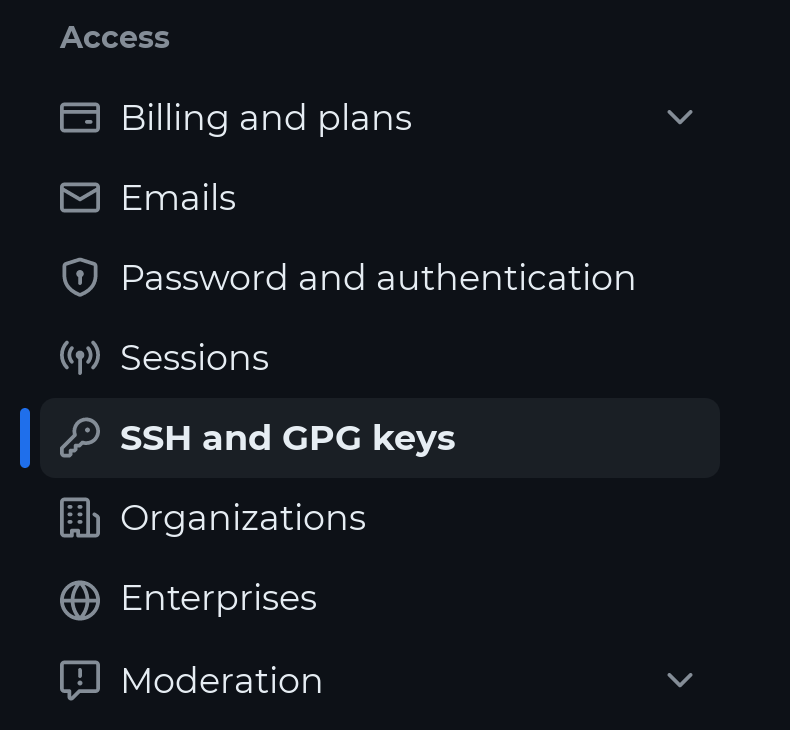 Access
Billing and plans
Emails
Password and authentication
Sessions
SSH and GPG keys
Organizations
Enterprises
Moderation